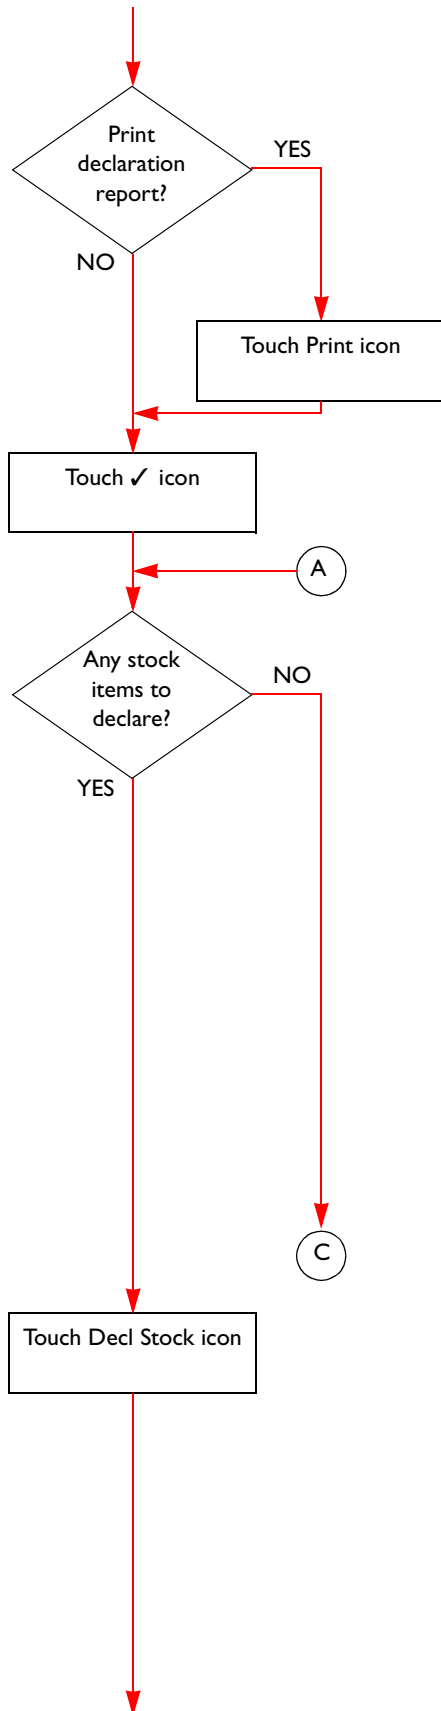 Print
declaration
report?
YES
NO
Touch Print icon
Touch ✓ icon
A
Any stock
items to
declare?
NO
YES
C
Touch Decl Stock icon